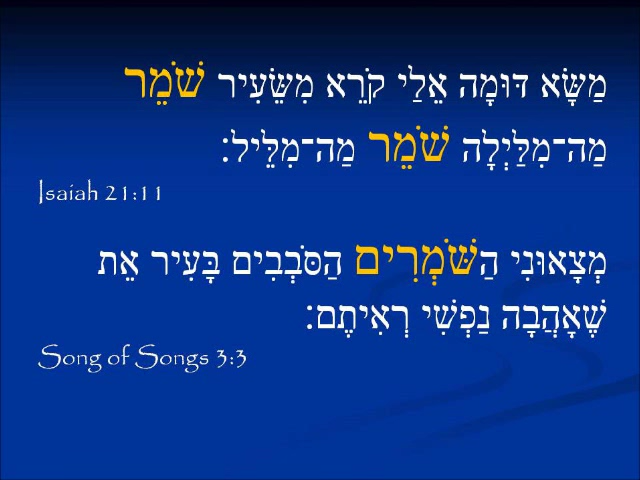 מַשָּׂא דּוּמָה אֵלַי קֹרֵא מִשֵּׂעִיר שֹׁמֵר
מַה־מִלַּיְלָה שֹׁמֵר מַה־מִלֵּיל׃
Isaiah 21:11
מְצָאוּנִי הַשֹּׁמְרִים הַסֹּבְבִים בָּעִיר אֵת
שֶׁאָהֲבָה נַפְשִׁי רְאִיתֶם׃
Song of Songs 3:3